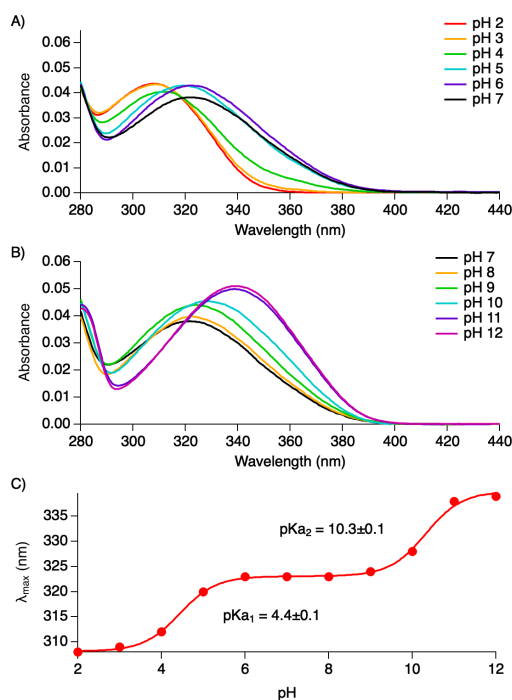 A)
0.06
0.05
0.04
0.03
0.02
0.01
0.00
Absorbance
280
300
320
340
360
380
400
420
440
Wavelength (nm)
pH 2
pH 3
pH 4
pH 5
pH 6
pH 7
B)
0.06
0.05
0.04
0.03
0.02
0.01
0.00
Absorbance
280
300
320
340
360
380
400
420
440
Wavelength (nm)
pH 7
pH 8
pH 9
pH 10
pH 11
pH 12
C)
335
330
325
320
315
310
λmax (nm)
pKa2 = 10.3±0.1
pKa1 = 4.4±0.1
2
4
6
8
10
12
pH